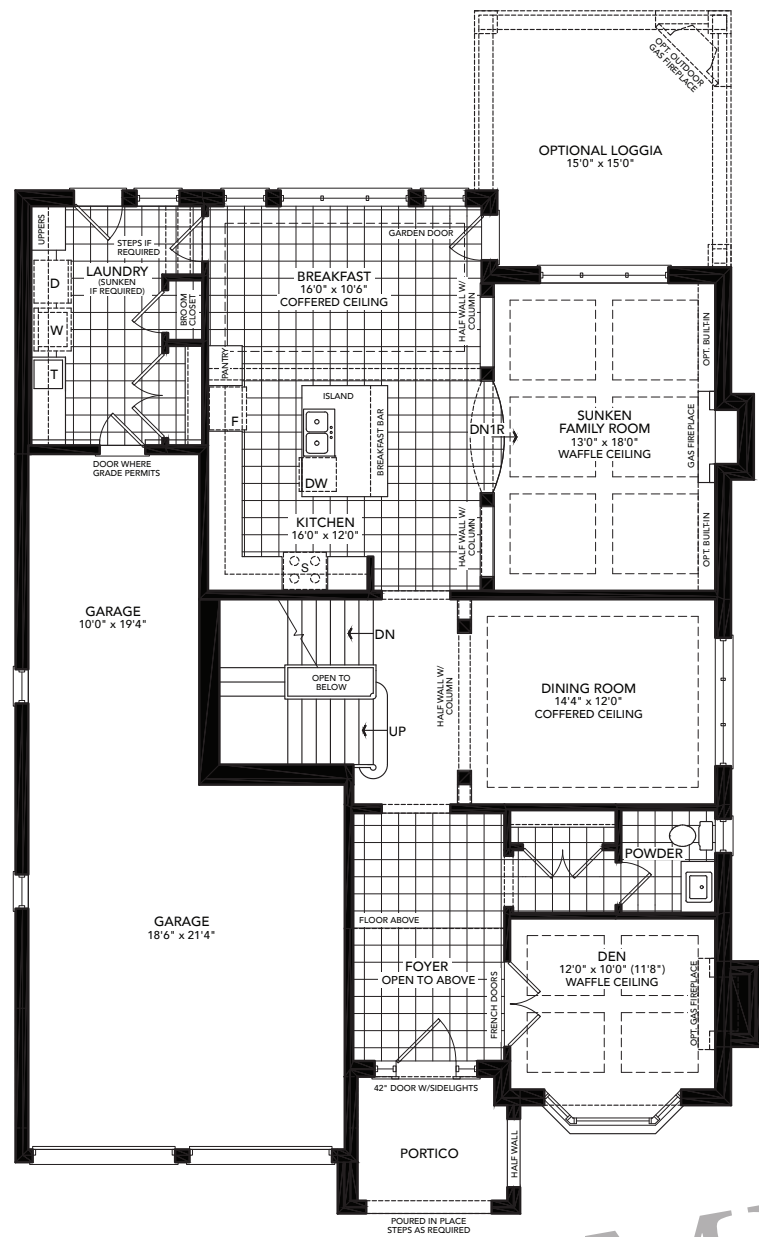 OPT. OUTDOOR
GAS FIREPLACE
OPTIONAL LOGGIA
15'0" x 15'0"
UPPERS
STEPS IF
REQUIRED
GARDEN DOOR
LAUNDRY
(SUNKEN
IF REQUIRED)
D
W
T
BROOM
CLOSET
BREAKFAST
16'0" x 10'6"
COFFERED CEILING
HALF WALL W/
COLUMN
OPT. BUILT-IN
PANTRY
F
ISLAND
BREAKFAST BAR
DW
DN1R
SUNKEN
FAMILY ROOM
13'0" x 18'0"
WAFFLE CEILING
GAS FIREPLACE
DOOR WHERE
GRADE PERMITS
KITCHEN
16'0" x 12'0"
S
HALF WALL W/
COLUMN
OPT. BUILT-IN
GARAGE
10'0" x 19'4"
DN
OPEN TO
BELOW
UP
HALF WALL W/
COLUMN
DINING ROOM
14'4" x 12'0"
COFFERED CEILING
POWDER
GARAGE
18'6" x 21'4"
FLOOR ABOVE
FOYER
OPEN TO ABOVE
FRENCH DOORS
DEN
12'0" x 10'0" (11'8")
WAFFLE CEILING
OPT. GAS FIREPLACE
42" DOOR W/SIDELIGHTS
PORTICO
HALF WALL
POURED IN PLACE
STEPS AS REQUIRED